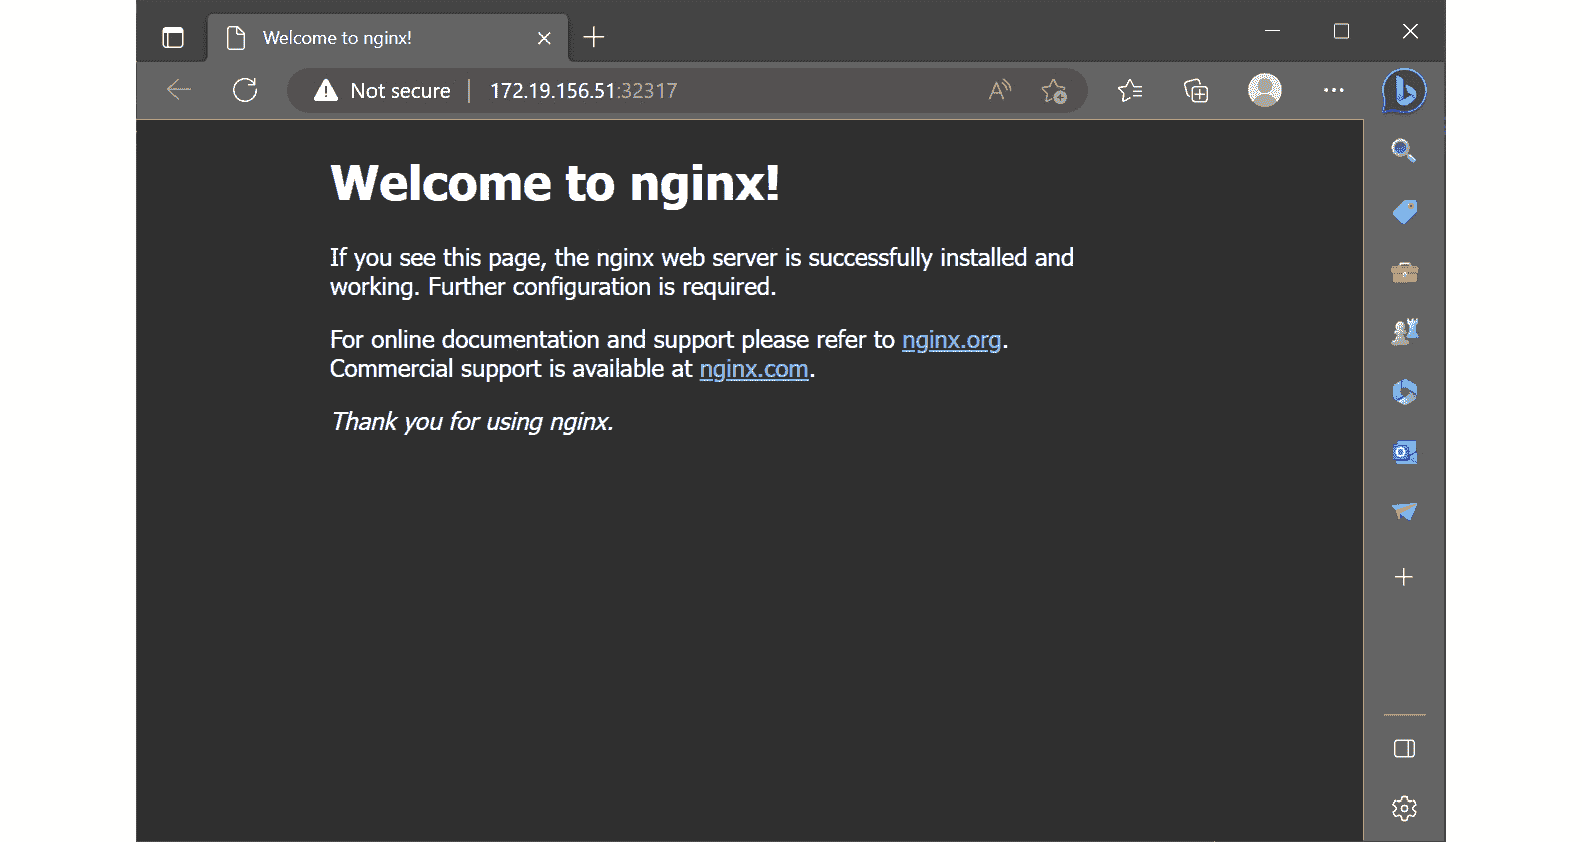 Welcome to nginx!
Not secure | 172.19.156.51:32317
Welcome to nginx!
If you see this page, the nginx web server is successfully installed and
working. Further configuration is required.
For online documentation and support please refer to nginx.org.
Commercial support is available at nginx.com.
Thank you for using nginx.